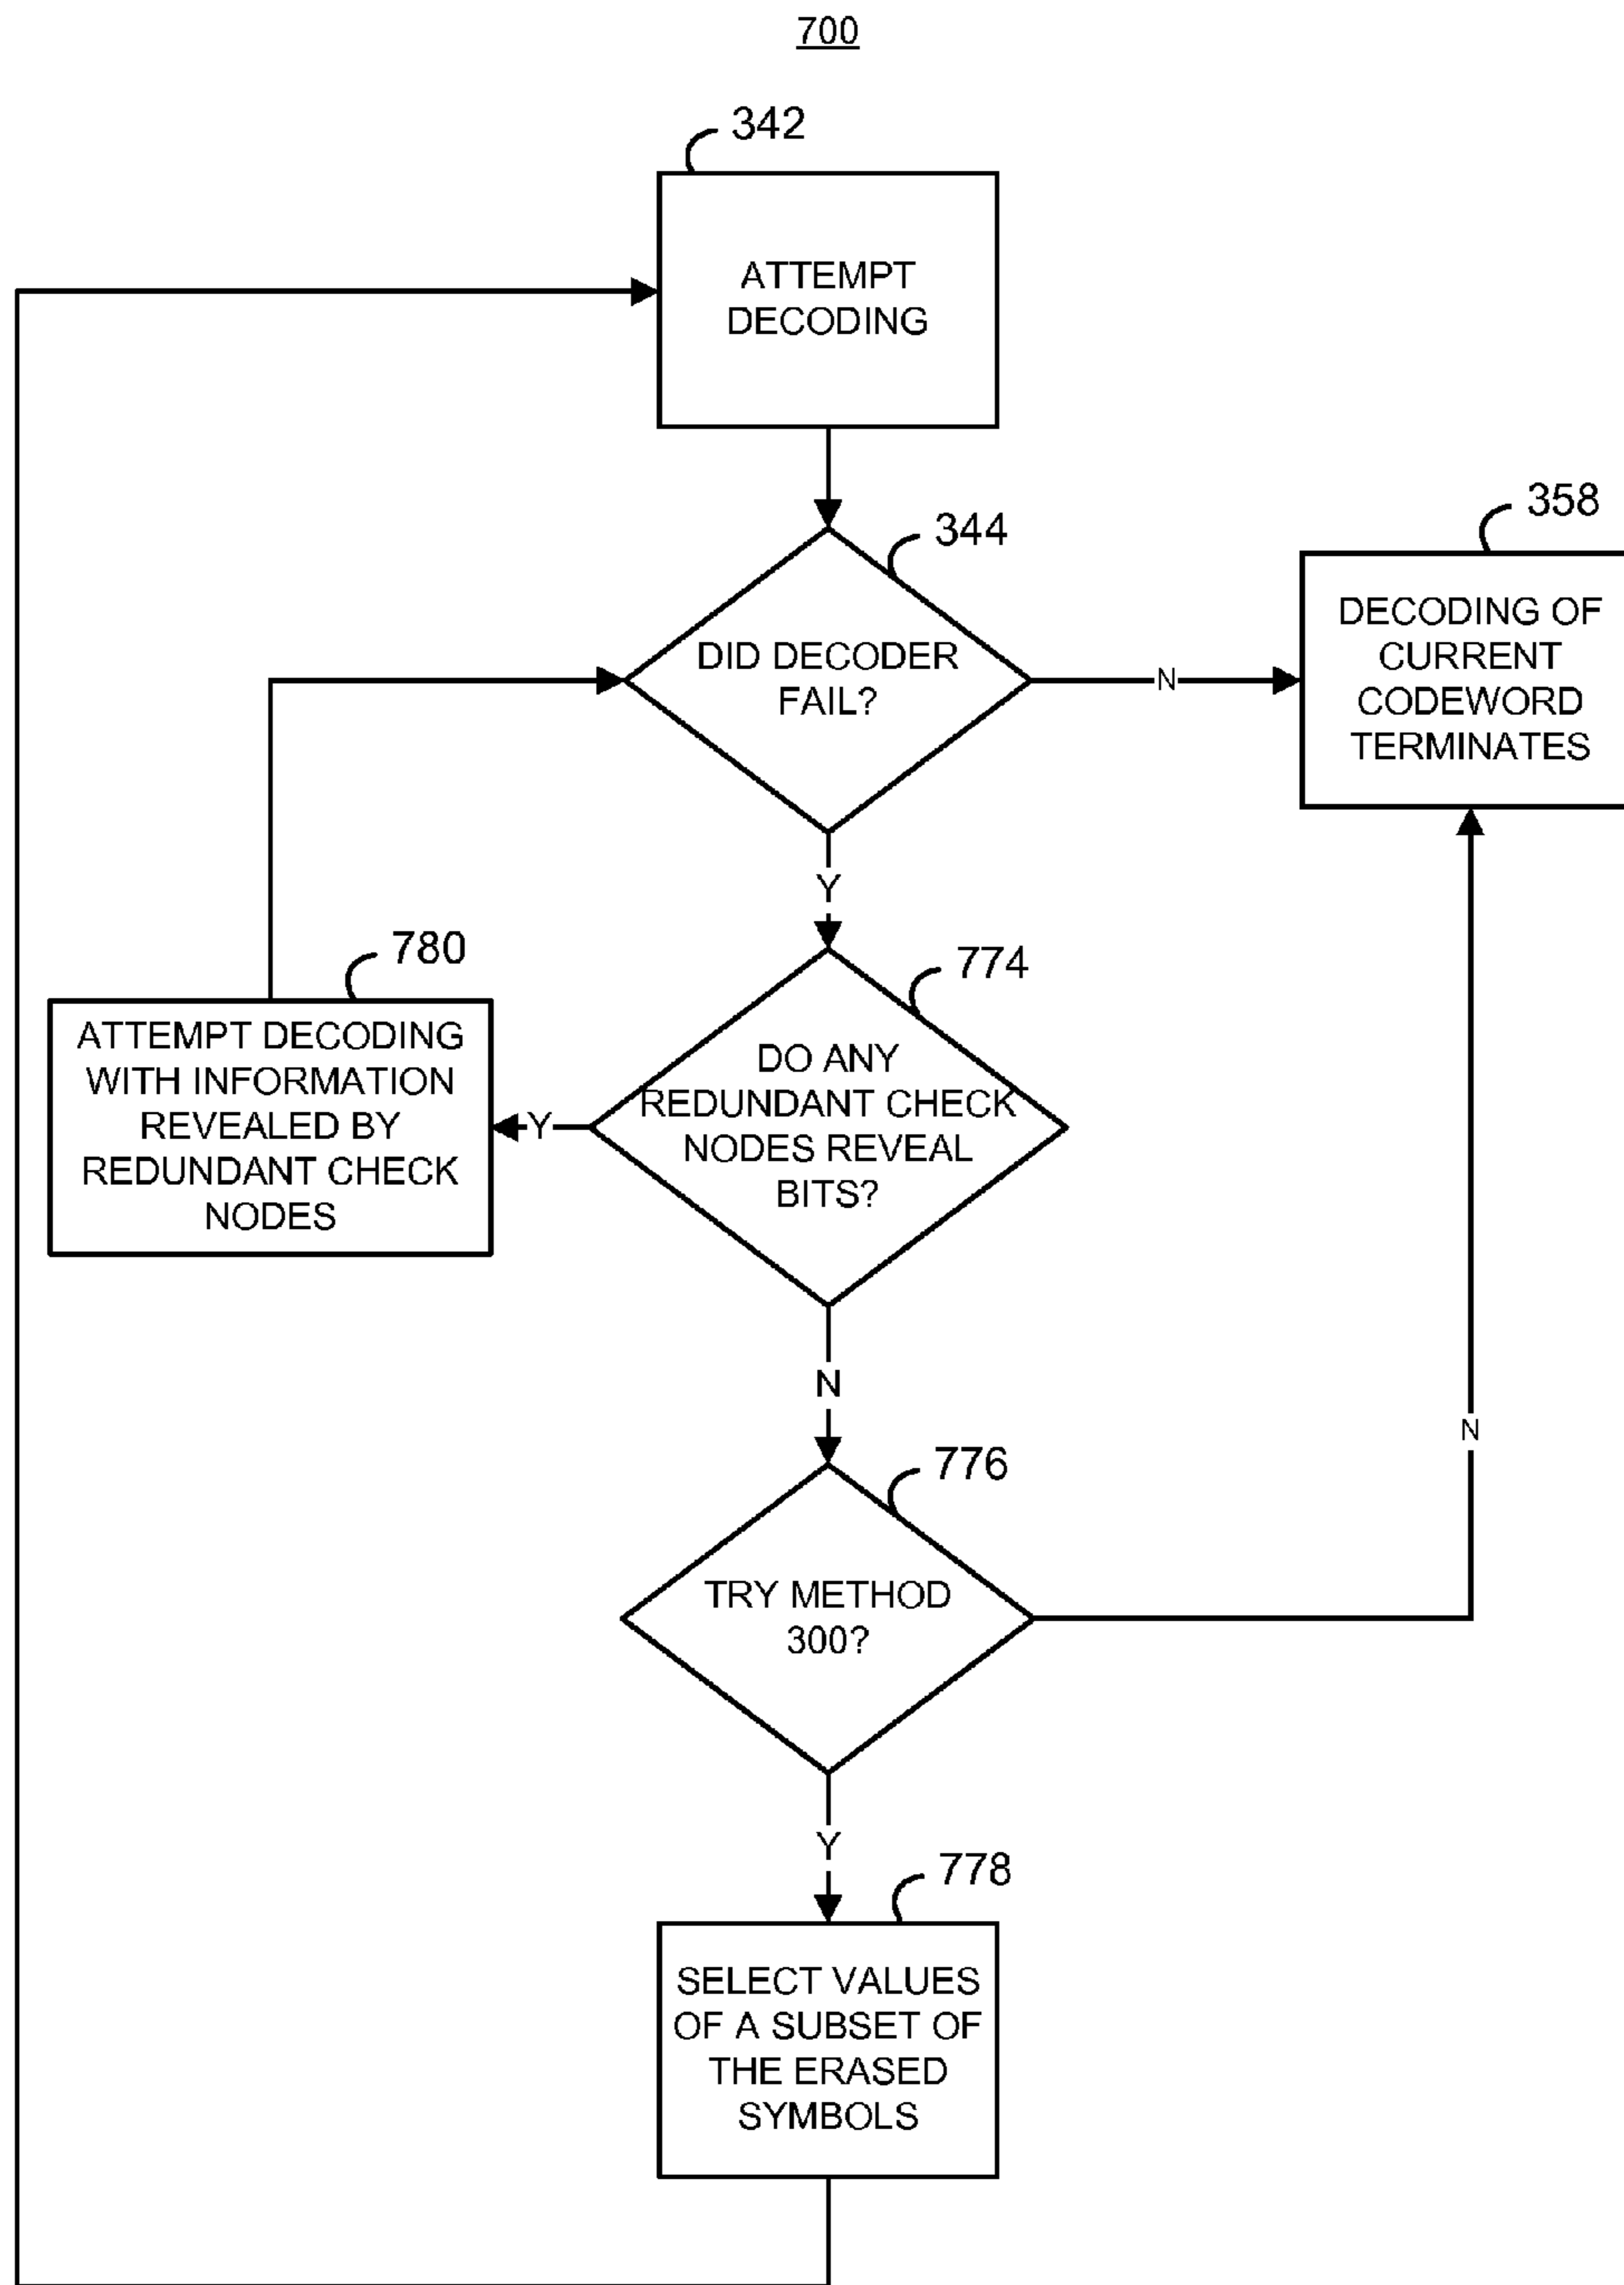 700
342
ATTEMPT
DECODING
344
DID DECODER
FAIL?
N
358
DECODING OF
CURRENT
CODEWORD
TERMINATES
Y
780
ATTEMPT DECODING
WITH INFORMATION
REVEALED BY
REDUNDANT CHECK
NODES
774
DO ANY
REDUNDANT CHECK
NODES REVEAL
BITS?
Y
N
776
TRY METHOD
300?
N
Y
778
SELECT VALUES
OF A SUBSET OF
THE ERASED
SYMBOLS